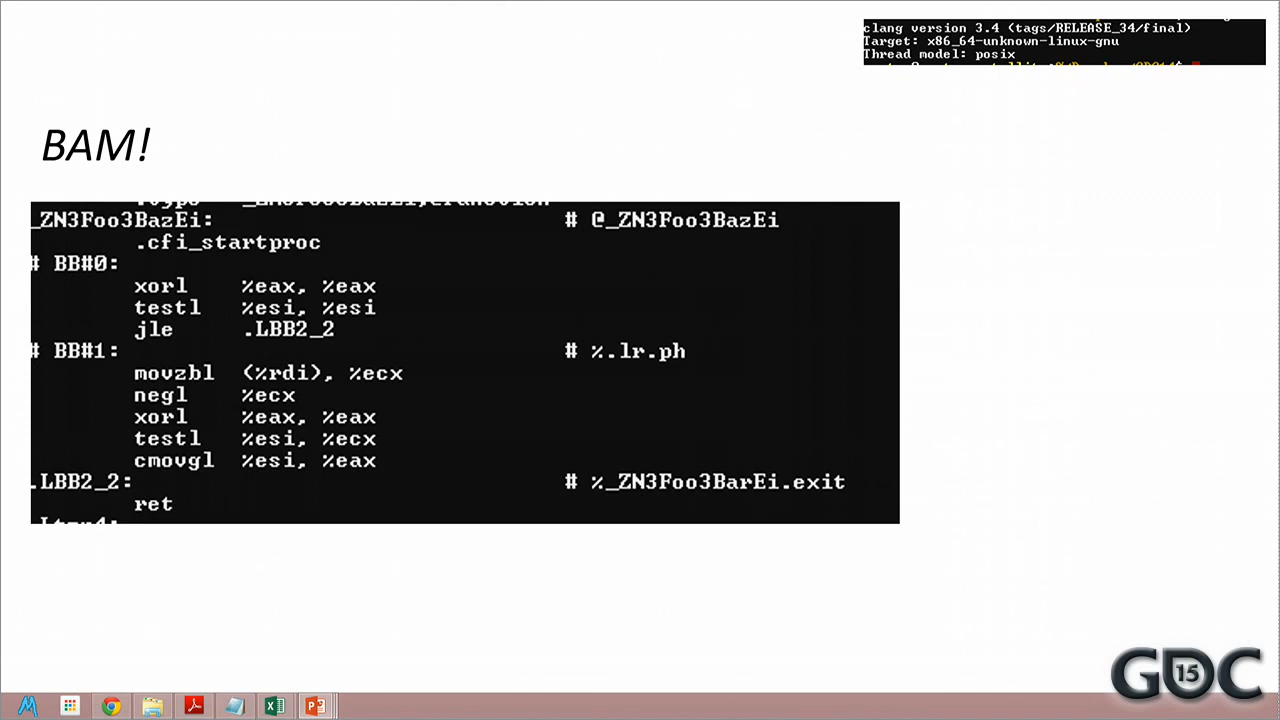 clang version 3.4 (tags/RELEASE_34/final)
Target: x86_64-unknown-linux-gnu
Thread model: posix
BAM!
_ZN3Foo3BazEi: # @_ZN3Foo3BazEi
.cfi_startproc
# BB#0:
xorl %eax, %eax
testl %esi, %esi
jle .LBB2_2
# BB#1: # %.lr.ph
movzbl (%rdi), %ecx
negl %ecx
xorl %eax, %eax
testl %esi, %ecx
cmovgl %esi, %eax
.LBB2_2: # %_ZN3Foo3BarEi.exit
ret
GDC 15